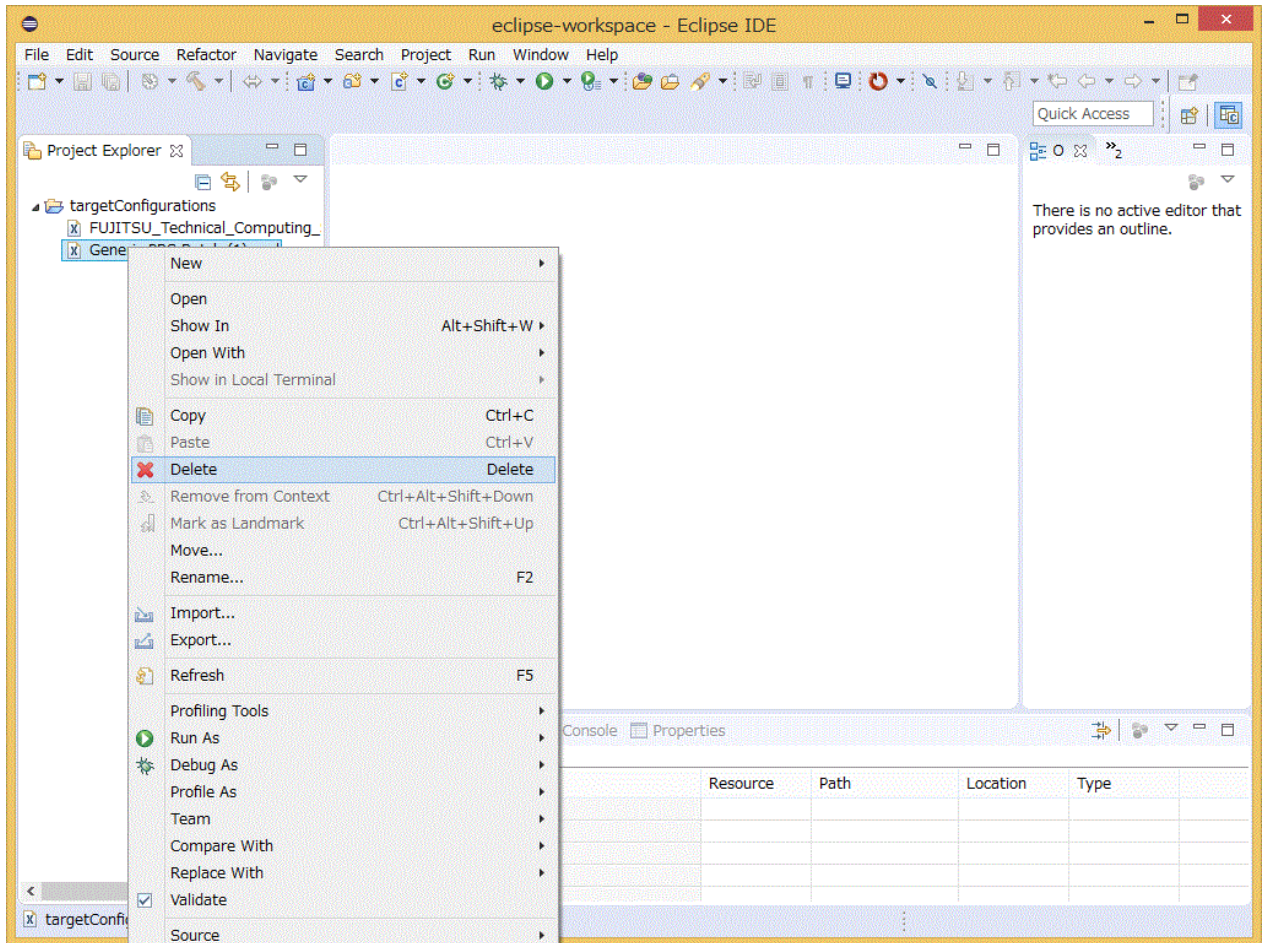 eclipse-workspace - Eclipse IDE
File Edit Source Refactor Navigate Search Project Run Window Help
Quick Access
Project Explorer
O
»2
targetConfigurations
FUJITSU_Technical_Computing_
Gene
There is no active editor that
provides an outline.
New
Open
Show In Alt+Shift+W
Open With
Show in Local Terminal
Copy Ctrl+C
Paste Ctrl+V
Delete Delete
Remove from Context Ctrl+Alt+Shift+Down
Mark as Landmark Ctrl+Alt+Shift+Up
Move...
Rename... F2
Import...
Export...
Refresh F5
Profiling Tools
Run As
Debug As
Profile As
Team
Compare With
Replace With
Validate
Source
Console Properties
Resource Path Location Type
targetConfi